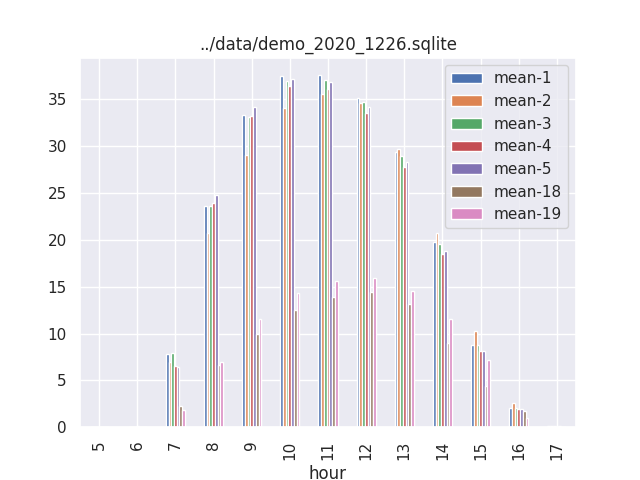 ../data/demo_2020_1226.sqlite
mean-1
mean-2
mean-3
mean-4
mean-5
mean-18
mean-19
35
30
25
20
15
10
5
0
5 6 7 8 9 10 11 12 13 14 15 16 17
hour